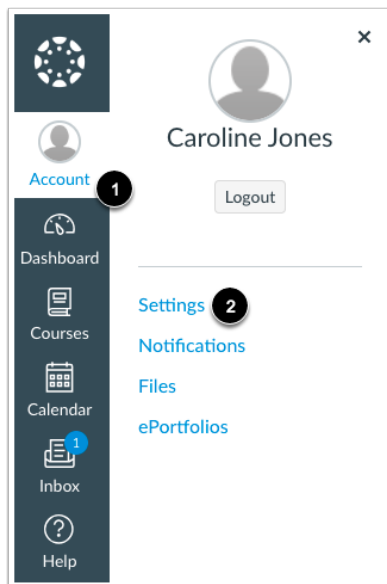 ×
Caroline Jones
Logout
Account
1
Dashboard
Courses
Calendar
1
Inbox
Help
Settings
2
Notifications
Files
ePortfolios